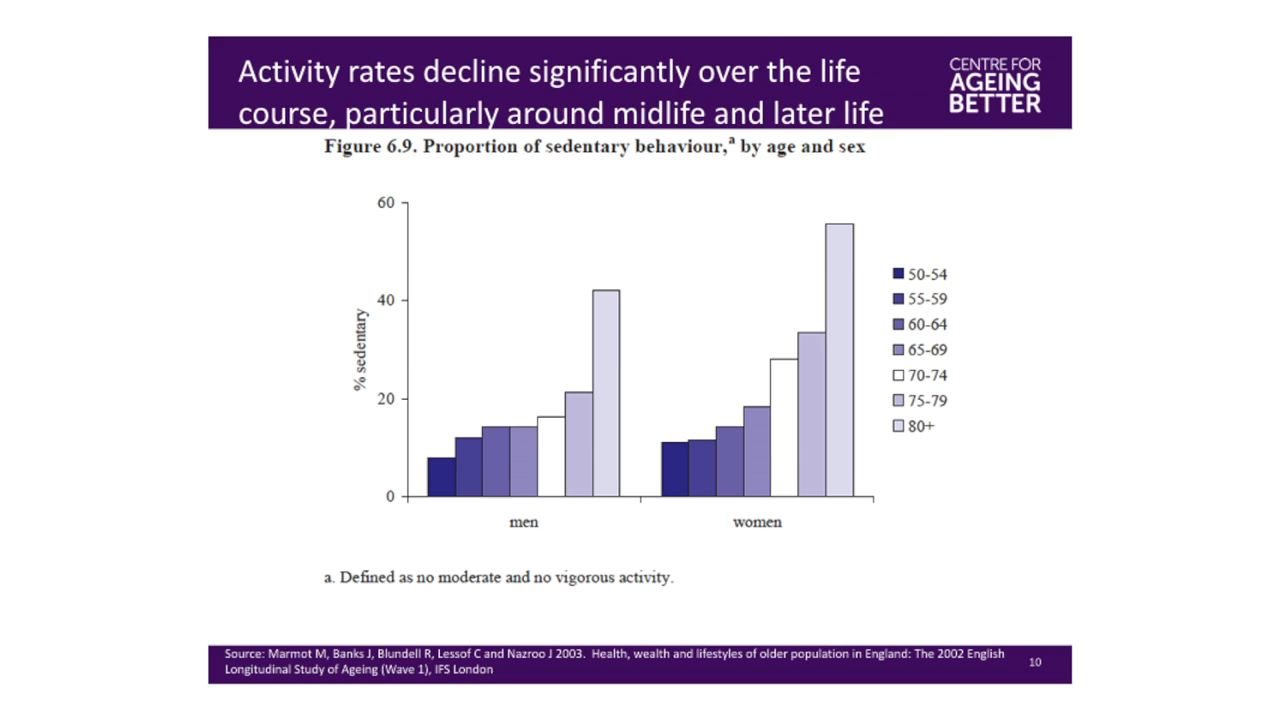 Activity rates decline significantly over the life
course, particularly around midlife and later life
CENTRE FOR
AGEING
BETTER
Figure 6.9. Proportion of sedentary behaviour,a by age and sex
60
40
20
0
% sedentary
men
women
50-54
55-59
60-64
65-69
70-74
75-79
80+
a. Defined as no moderate and no vigorous activity.
Source: Marmot M, Banks J, Blundell R, Lessof C and Nazroo J 2003. Health, wealth and lifestyles of older population in England: The 2002 English
Longitudinal Study of Ageing (Wave 1), IFS London
10